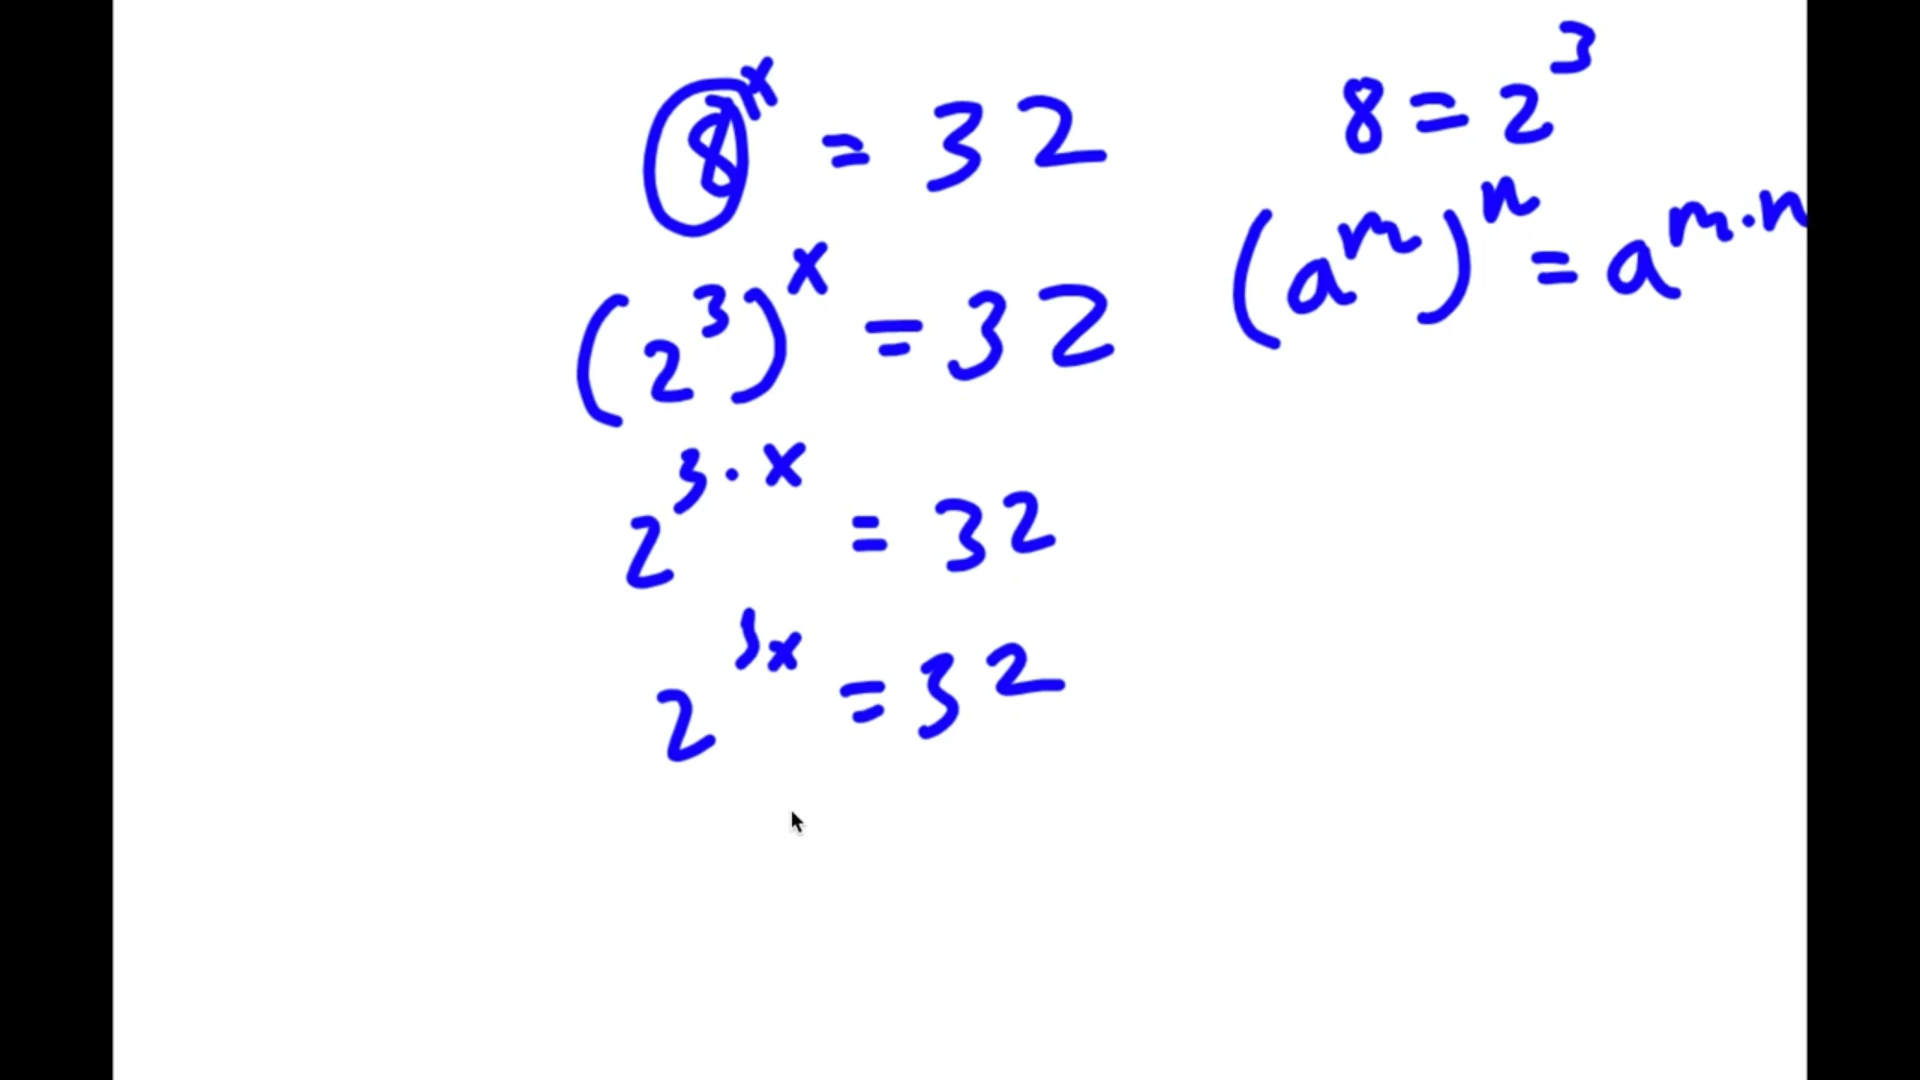 8^x = 32
(2^3)^x = 32
2^{3·x} = 32
2^{3x} = 32
8 = 2^3
(a^m)^n = a^{m·n}